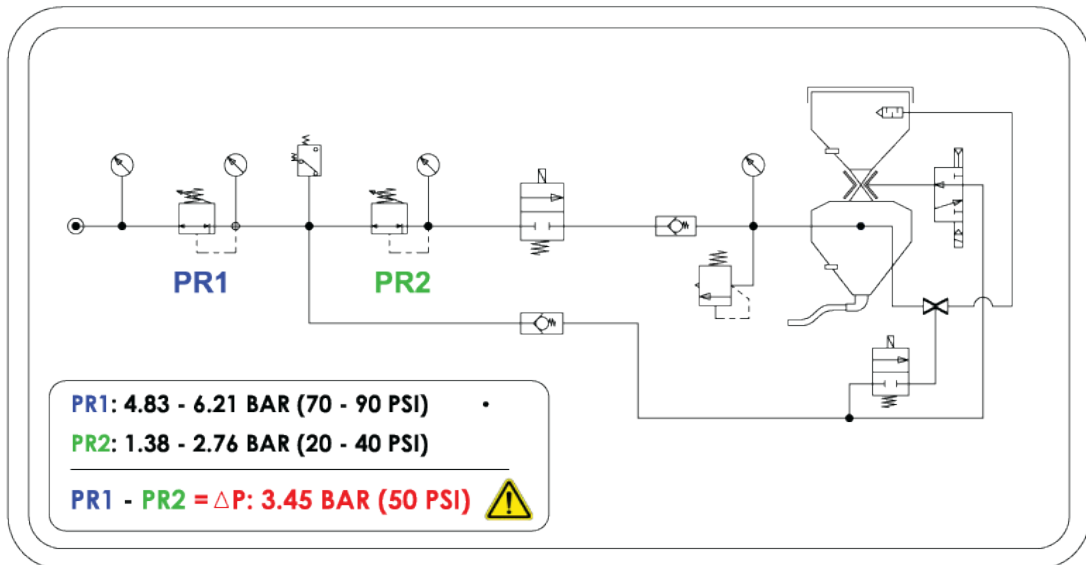 PR1
PR2
PR1: 4.83 - 6.21 BAR (70 - 90 PSI)
PR2: 1.38 - 2.76 BAR (20 - 40 PSI)
PR1 - PR2 = △P: 3.45 BAR (50 PSI)